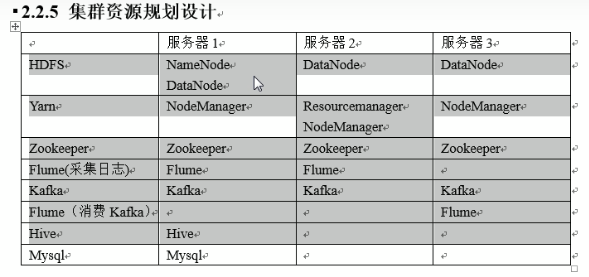 2.2.5 集群资源规划设计
服务器1 服务器2 服务器3
HDFS NameNode DataNode DataNode
DataNode
Yarn NodeManager Resourcemanager NodeManager
NodeManager
Zookeeper Zookeeper Zookeeper Zookeeper
Flume(采集日志) Flume Flume
Kafka Kafka Kafka Kafka
Flume（消费 Kafka） Flume
Hive Hive
Mysql Mysql